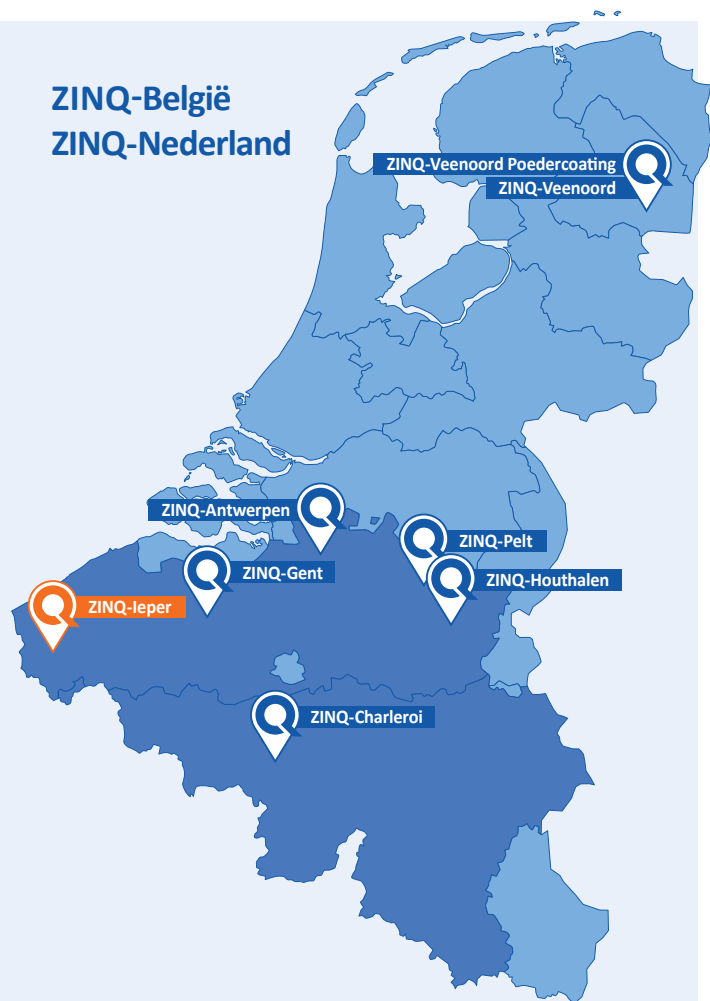 ZINQ-België
ZINQ-Nederland
ZINQ-Veenoord Poedercoating
ZINQ-Veenoord
ZINQ-Antwerpen
ZINQ-Pelt
ZINQ-Gent
ZINQ-Houthalen
ZINQ-Ieper
ZINQ-Charleroi